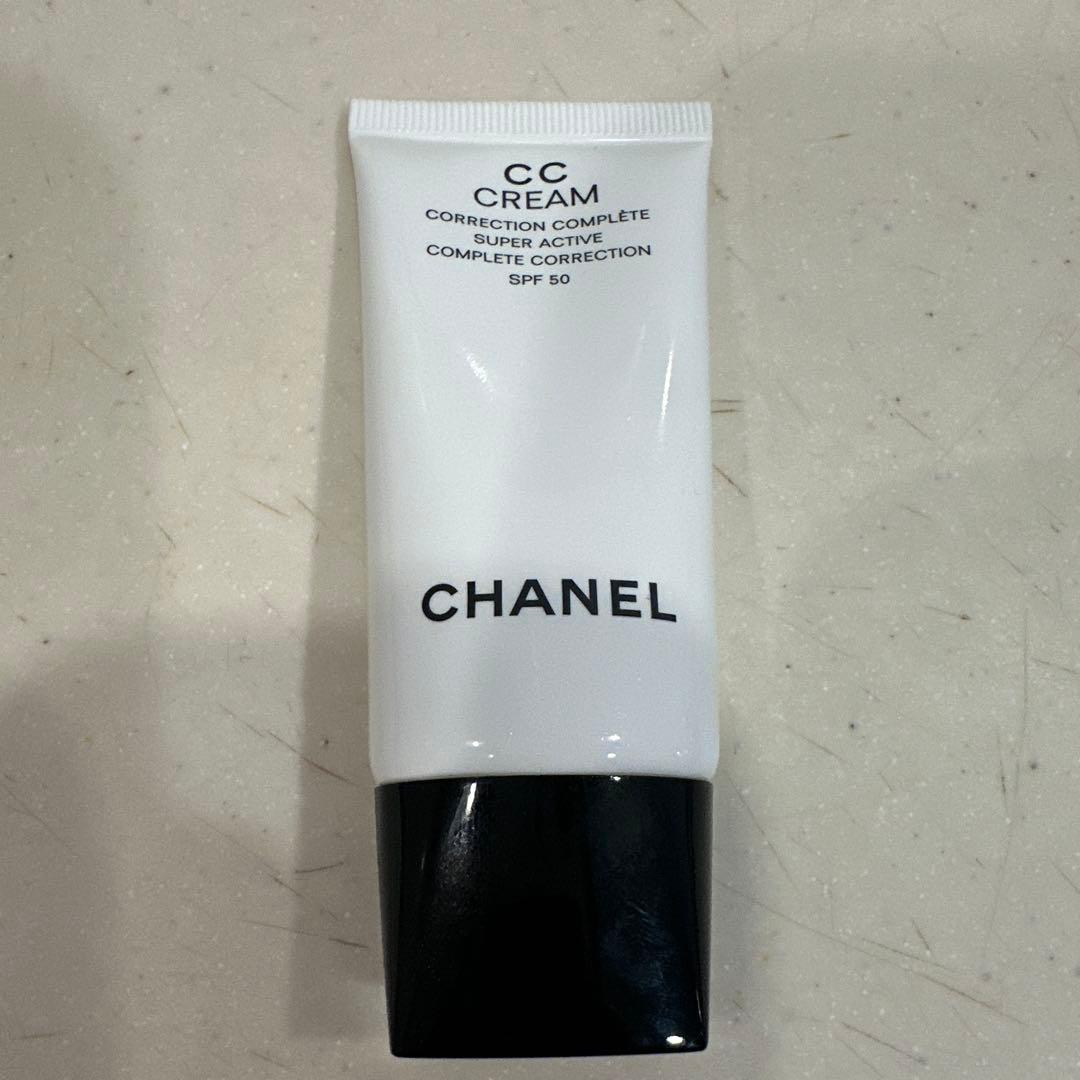 CC
CREAM
CORRECTION COMPLÈTE
SUPER ACTIVE
COMPLETE CORRECTION
SPF 50
CHANEL